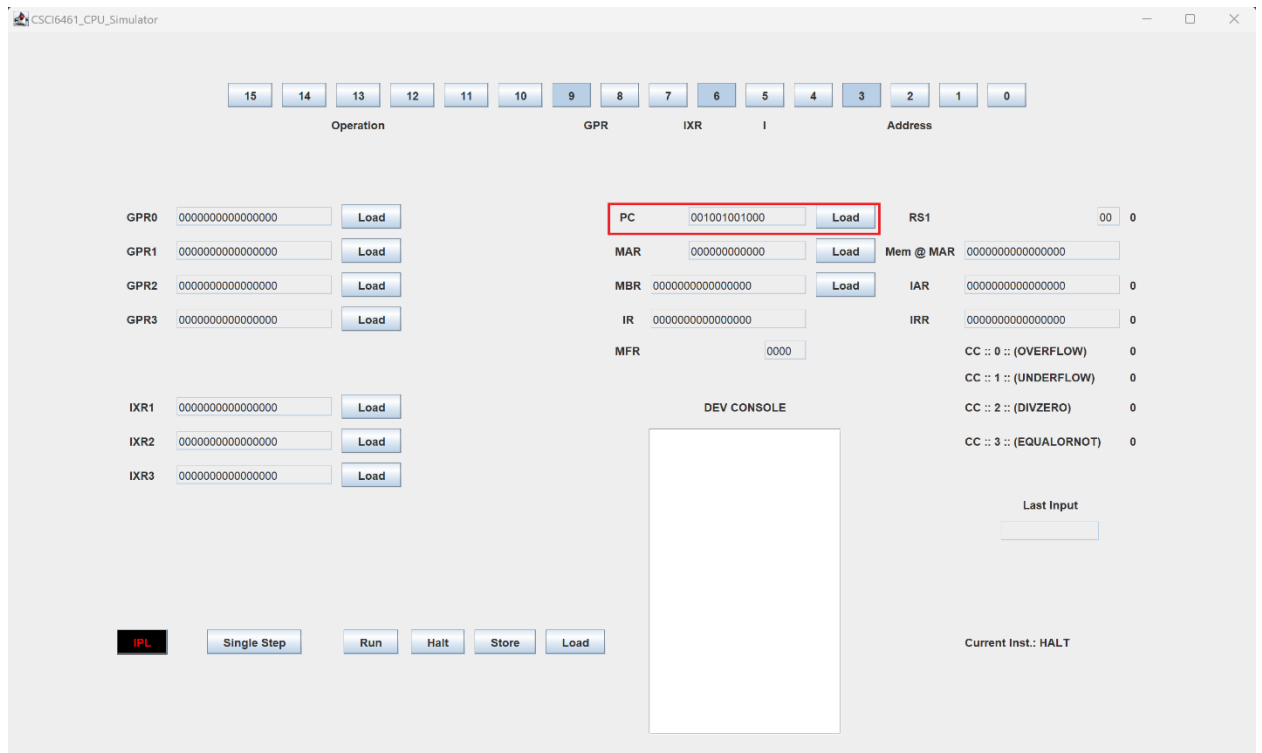 CSCI6461_CPU_Simulator
15 14 13 12 11 10 9 8 7 6 5 4 3 2 1 0
Operation GPR IXR I Address
GPR0 0000000000000000 Load PC 001001001000 Load RS1 00 0
GPR1 0000000000000000 Load MAR 000000000000 Load Mem @ MAR 0000000000000000
GPR2 0000000000000000 Load MBR 0000000000000000 Load IAR 0000000000000000 0
GPR3 0000000000000000 Load IR 0000000000000000 IRR 0000000000000000 0
MFR 0000 CC :: 0 :: (OVERFLOW) 0
CC :: 1 :: (UNDERFLOW) 0
IXR1 0000000000000000 Load DEV CONSOLE CC :: 2 :: (DIVZERO) 0
IXR2 0000000000000000 Load CC :: 3 :: (EQUALORNOT) 0
IXR3 0000000000000000 Load
Last Input
IPL Single Step Run Halt Store Load Current Inst.: HALT